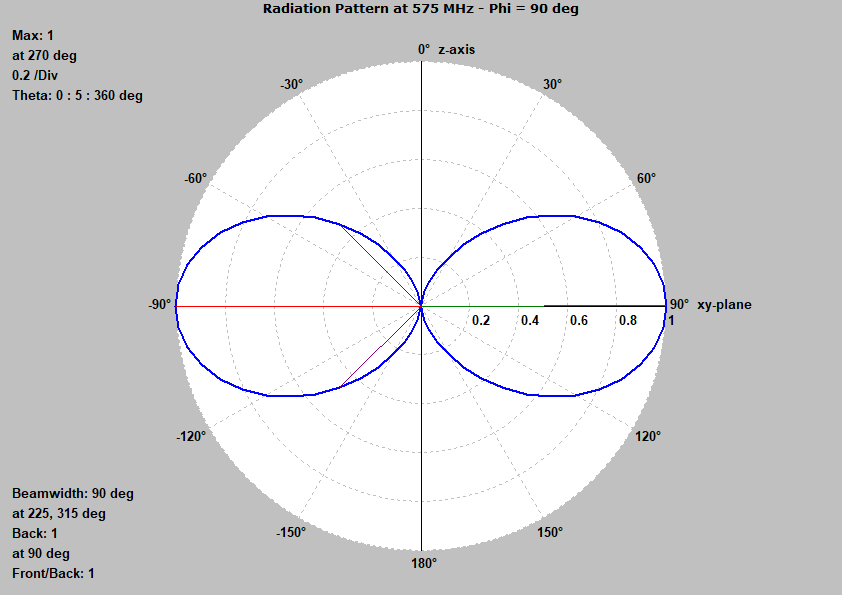 Radiation Pattern at 575 MHz - Phi = 90 deg
Max: 1
at 270 deg
0.2 /Div
Theta: 0 : 5 : 360 deg
0° z-axis
-30°
30°
-60°
60°
-90°
90° xy-plane
0.2 0.4 0.6 0.8 1
-120°
120°
-150°
150°
180°
Beamwidth: 90 deg
at 225, 315 deg
Back: 1
at 90 deg
Front/Back: 1